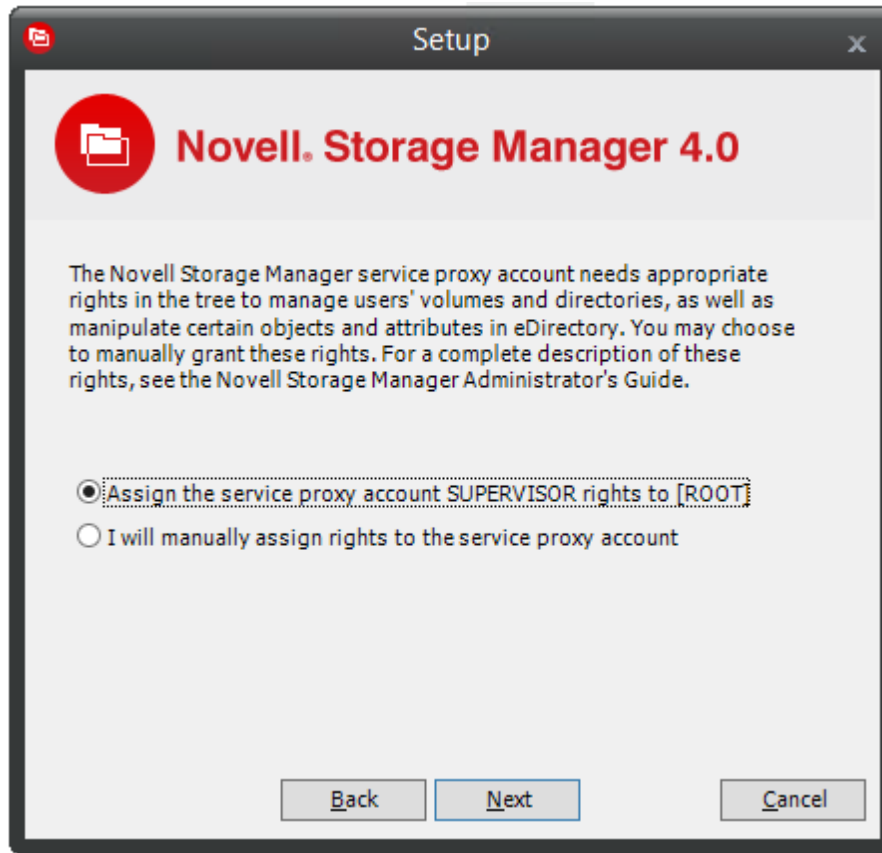 Setup
x
Novell® Storage Manager 4.0
The Novell Storage Manager service proxy account needs appropriate
rights in the tree to manage users' volumes and directories, as well as
manipulate certain objects and attributes in eDirectory. You may choose
to manually grant these rights. For a complete description of these
rights, see the Novell Storage Manager Administrator's Guide.
Assign the service proxy account SUPERVISOR rights to [ROOT]
I will manually assign rights to the service proxy account
Back Next Cancel